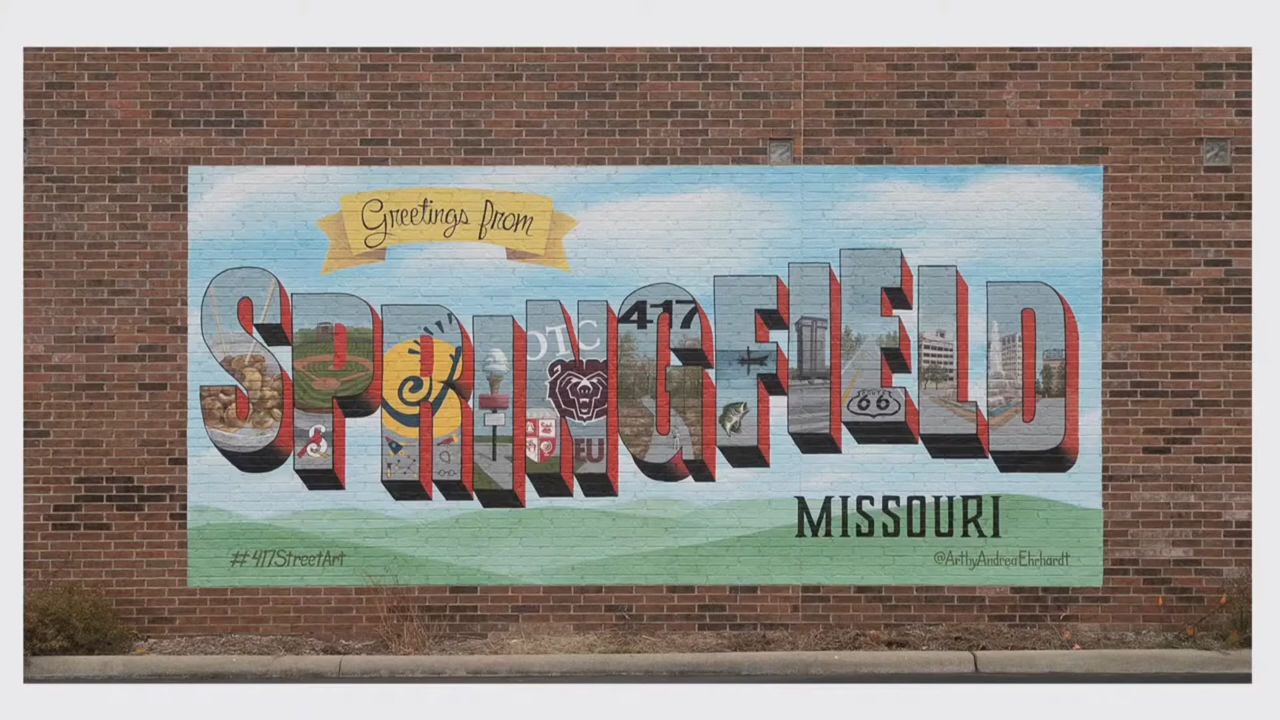 Greetings from
SPRINGFIELD
OTC
417
66
EU
MISSOURI
#417StreetArt
@ArtbyAndreaEhrhardt